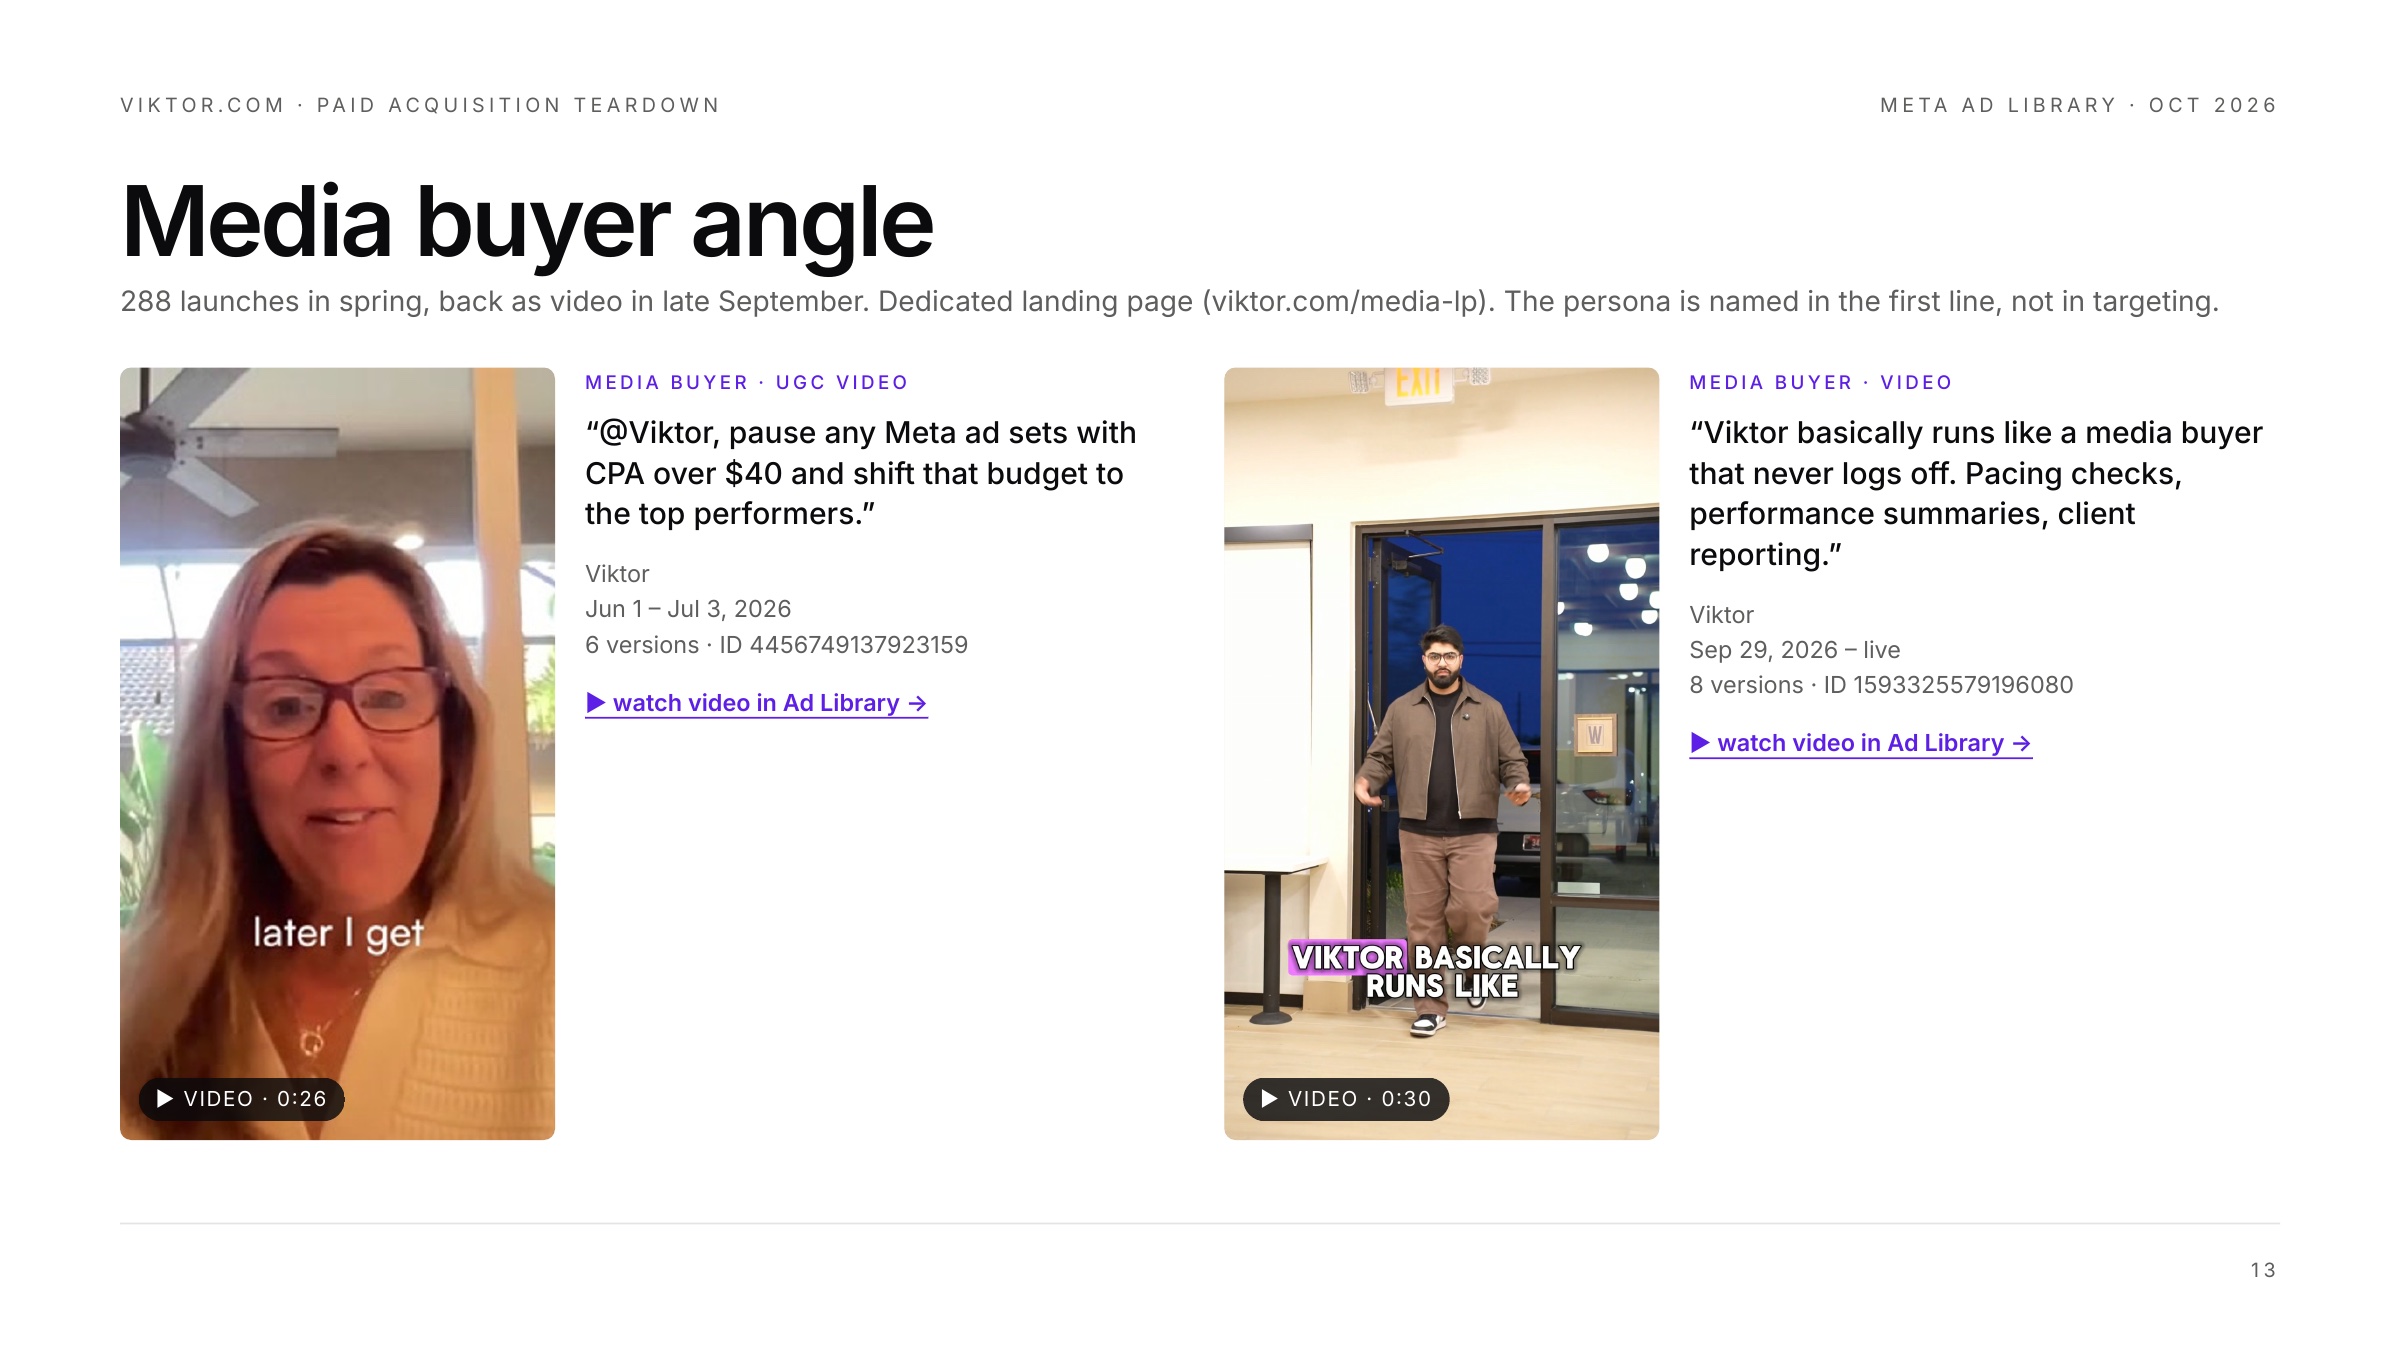 VIKTOR.COM · PAID ACQUISITION TEARDOWN
META AD LIBRARY · OCT 2026
Media buyer angle
288 launches in spring, back as video in late September. Dedicated landing page (viktor.com/media-lp). The persona is named in the first line, not in targeting.
later I get
▶ VIDEO · 0:26
MEDIA BUYER · UGC VIDEO
“@Viktor, pause any Meta ad sets with
CPA over $40 and shift that budget to
the top performers.”
Viktor
Jun 1 – Jul 3, 2026
6 versions · ID 4456749137923159
▶ watch video in Ad Library →
EXIT
W
VIKTOR BASICALLY
RUNS LIKE
▶ VIDEO · 0:30
MEDIA BUYER · VIDEO
“Viktor basically runs like a media buyer
that never logs off. Pacing checks,
performance summaries, client
reporting.”
Viktor
Sep 29, 2026 – live
8 versions · ID 1593325579196080
▶ watch video in Ad Library →
13